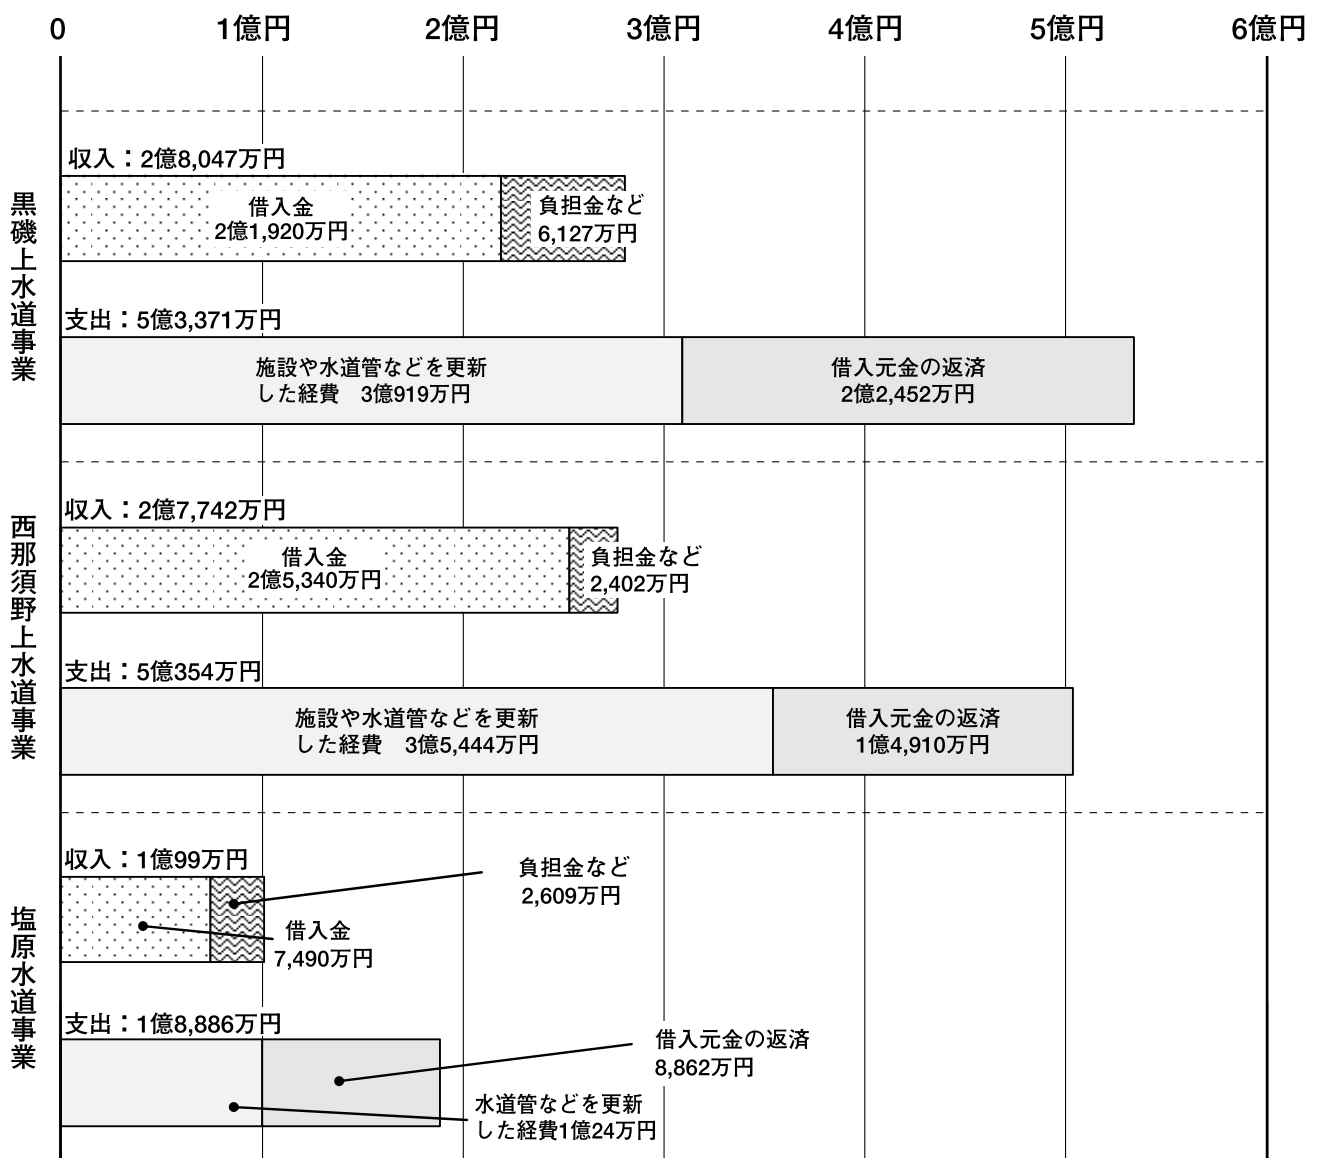 0
1億円
2億円
3億円
4億円
5億円
6億円
黒磯上水道事業
収入：2億8,047万円
借入金
2億1,920万円
負担金など
6,127万円
支出：5億3,371万円
施設や水道管などを更新
した経費　3億919万円
借入元金の返済
2億2,452万円
西那須野上水道事業
収入：2億7,742万円
借入金
2億5,340万円
負担金など
2,402万円
支出：5億354万円
施設や水道管などを更新
した経費　3億5,444万円
借入元金の返済
1億4,910万円
塩原水道事業
収入：1億99万円
負担金など
2,609万円
借入金
7,490万円
支出：1億8,886万円
借入元金の返済
8,862万円
水道管などを更新
した経費1億24万円